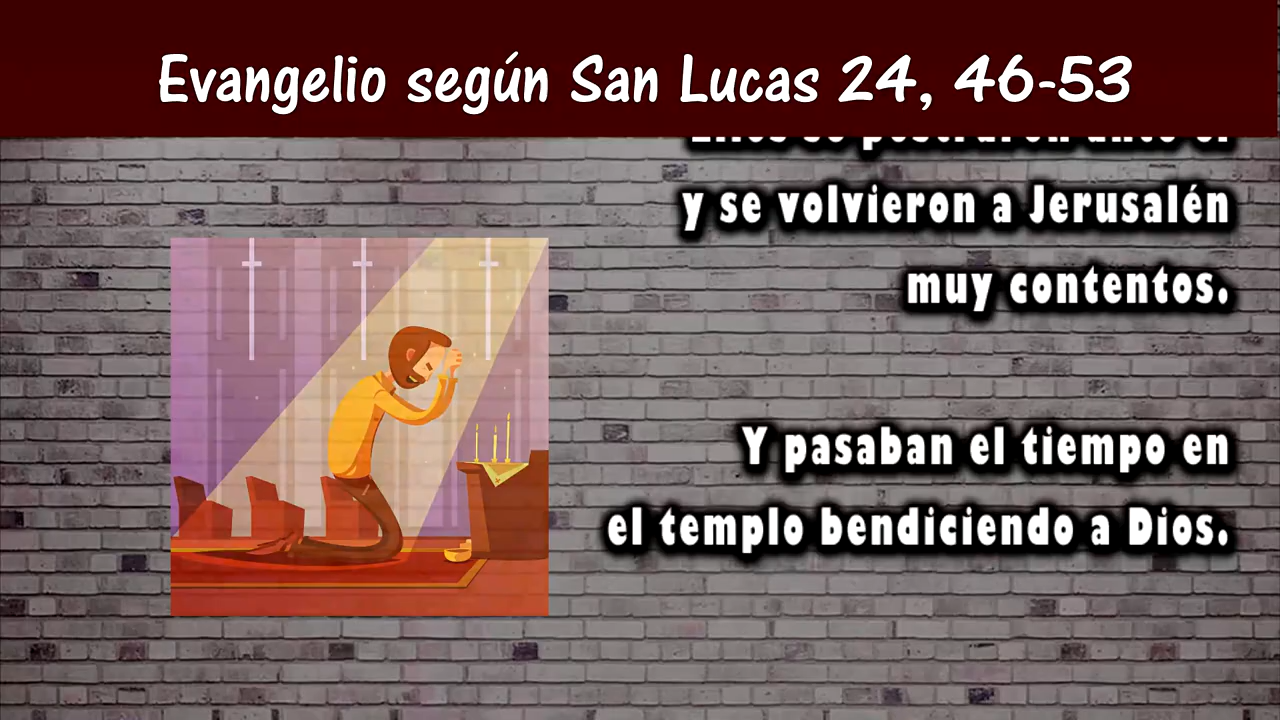 Evangelio según San Lucas 24, 46-53
y se volvieron a Jerusalén
muy contentos.
Y pasaban el tiempo en
el templo bendiciendo a Dios.